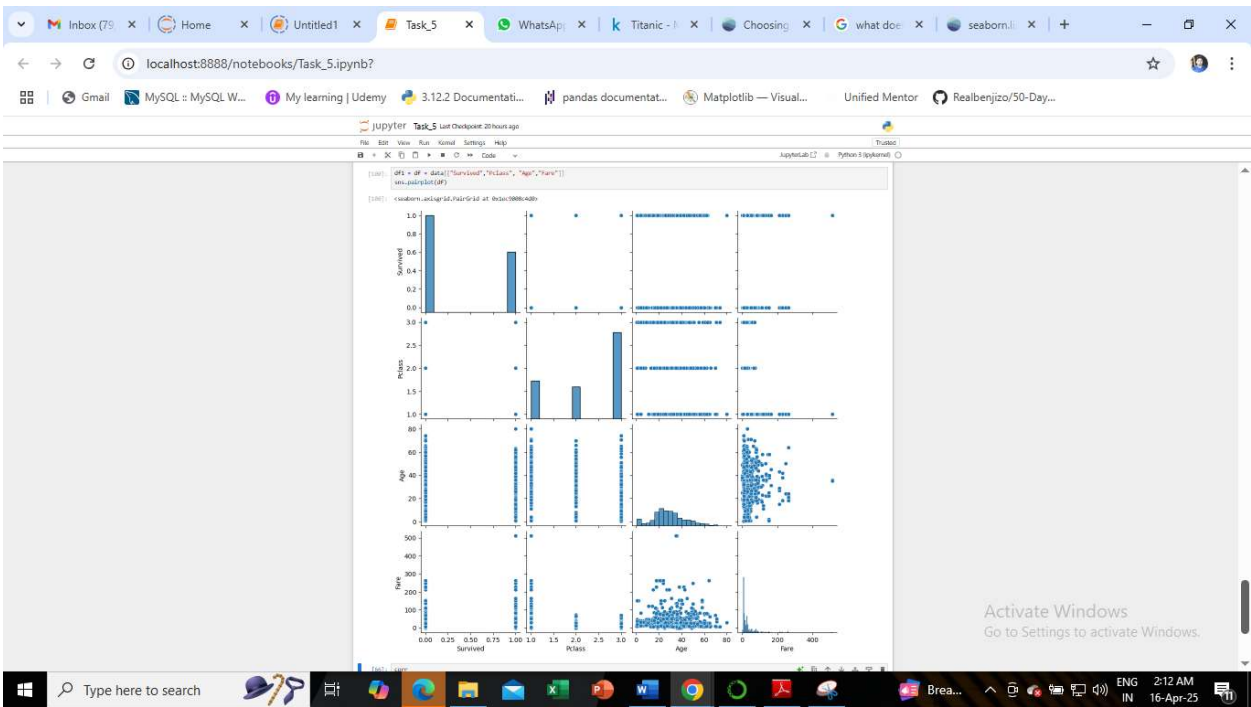 Inbox (79,
Home
Untitled1
Task_5
WhatsAp
Titanic -
Choosing
what doe
seaborn.
localhost:8888/notebooks/Task_5.ipynb?
Gmail
MySQL :: MySQL W...
My learning | Udemy
3.12.2 Documentati...
pandas documentat...
Matplotlib — Visual...
Unified Mentor
Realbenjizo/50-Day...
jupyter Task_5 Last Checkpoint: 20 hours ago
File Edit View Run Kernel Settings Help
Trusted
Code
JupyterLab
Python 3 (ipykernel)
df1 = df = data[["Survived","Pclass", "Age","Fare"]]
sns.pairplot(df)
1.0
0.8
0.6
0.4
0.2
0.0
Survived
3.0
2.5
2.0
1.5
1.0
Pclass
80
60
40
20
0
Age
500
400
300
200
100
0
Fare
0.00 0.25 0.50 0.75 1.00 1.0 1.5 2.0 2.5 3.0 0 20 40 60 80 0 200 400
Survived Pclass Age Fare
Activate Windows
Go to Settings to activate Windows.
Type here to search
Brea...
ENG
IN
2:12 AM
16-Apr-25